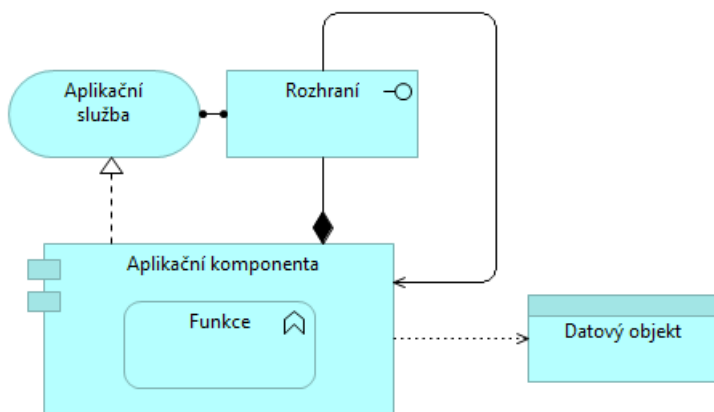 Aplikační
služba
Rozhraní
Aplikační komponenta
Funkce
Datový objekt